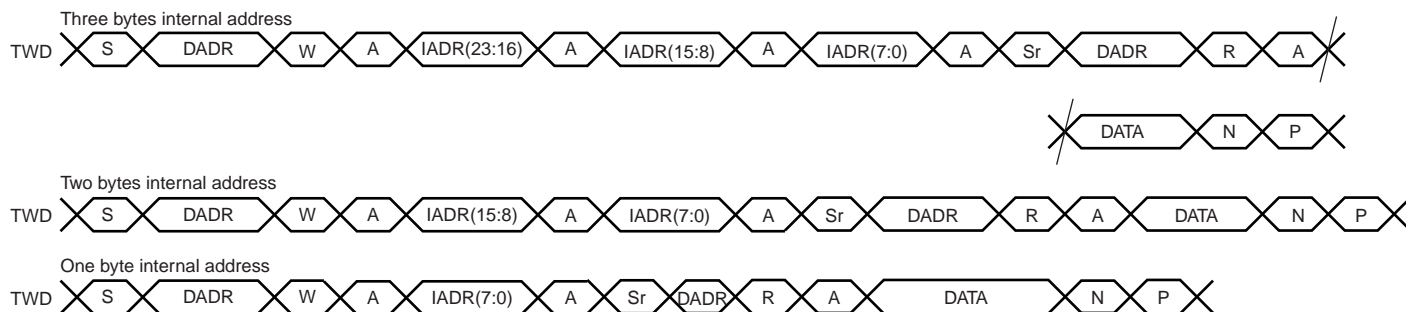 Three bytes internal address
TWD S DADR W A IADR(23:16) A IADR(15:8) A IADR(7:0) A Sr DADR R A
DATA N P
Two bytes internal address
TWD S DADR W A IADR(15:8) A IADR(7:0) A Sr DADR R A DATA N P
One byte internal address
TWD S DADR W A IADR(7:0) A Sr DADR R A DATA N P